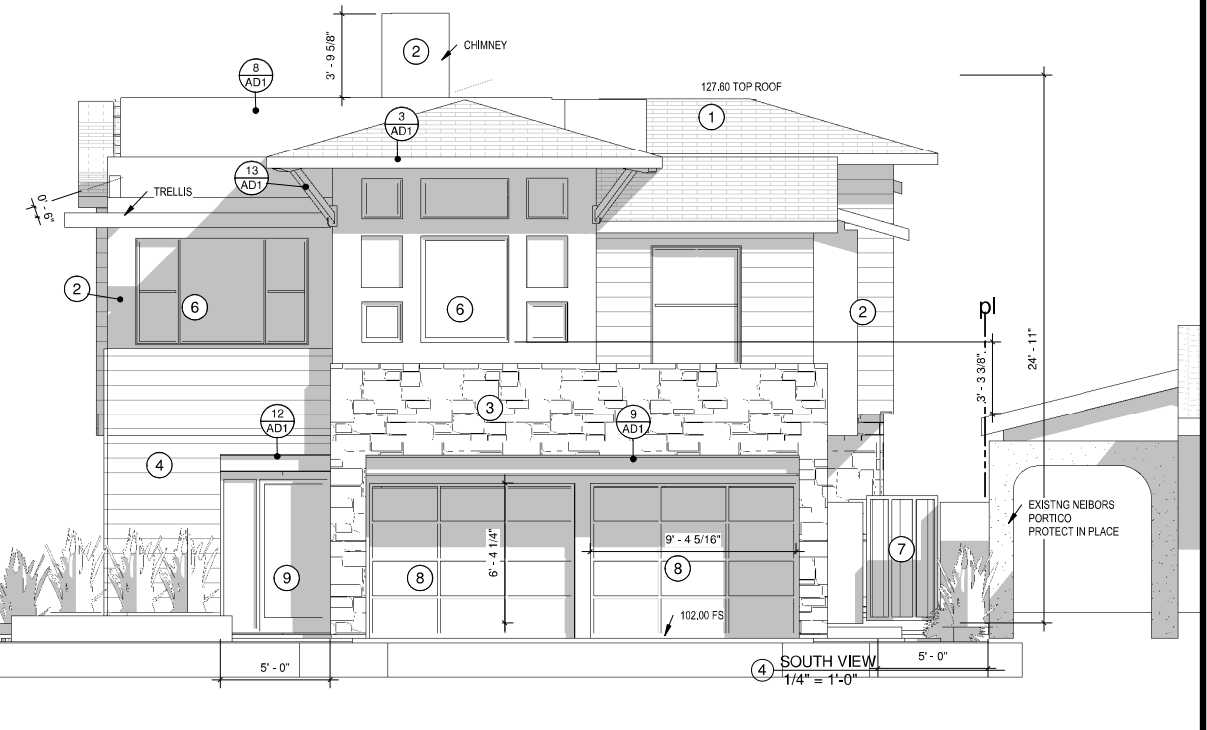 3' - 9 5/8"
2
CHIMNEY
8
AD1
127.60 TOP ROOF
3
AD1
1
13
AD1
TRELLIS
0' - 6"
2
6
6
2
pl
3' - 3 3/8"
24' - 11"
3
12
AD1
9
AD1
4
EXISTNG NEIBORS
PORTICO
PROTECT IN PLACE
6' - 4 1/4"
9' - 4 5/16"
7
9
8
8
102.00 FS
5' - 0"
4
SOUTH VIEW
1/4" = 1'-0"
5' - 0"